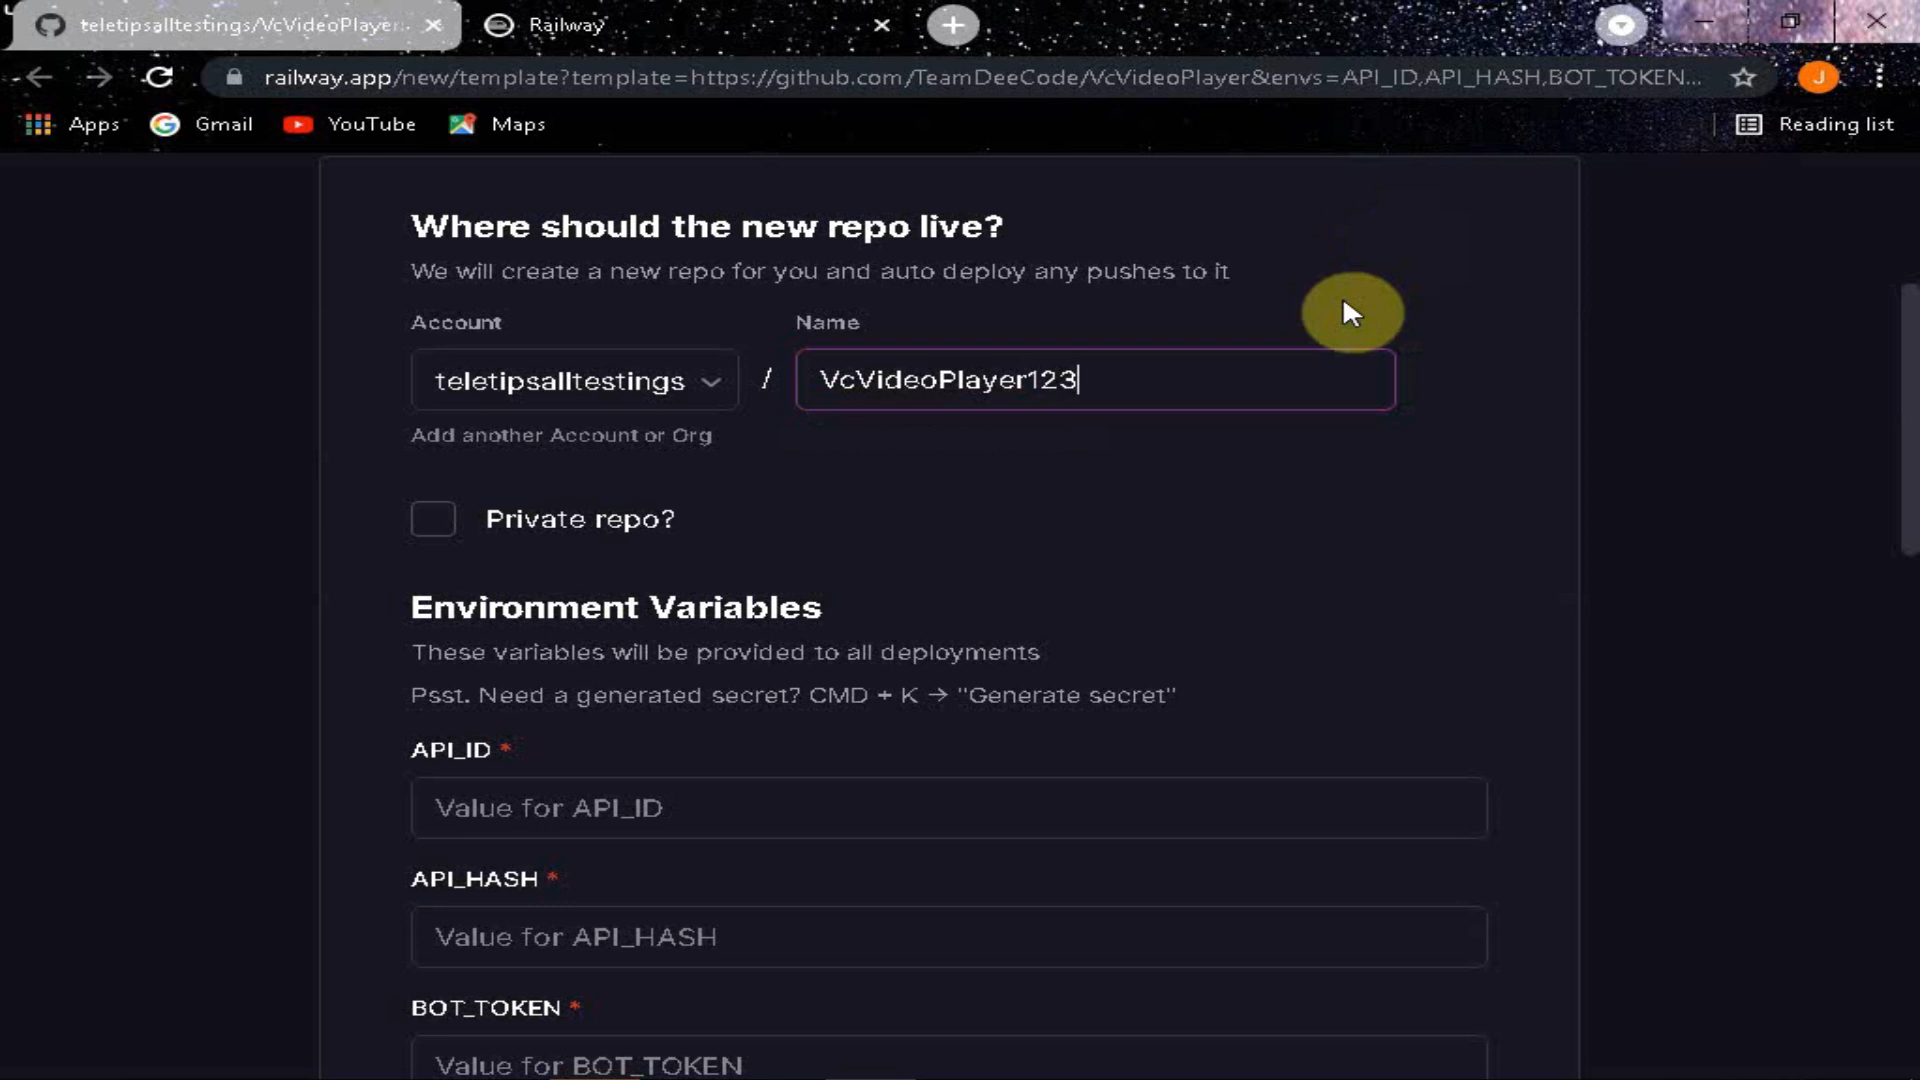 teletipsalltestings/VcVideoPlayer
Railway
railway.app/new/template?template=https://github.com/TeamDeeCode/VcVideoPlayer&envs=API_ID,API_HASH,BOT_TOKEN...
J
Apps
Gmail
YouTube
Maps
Reading list
Where should the new repo live?
We will create a new repo for you and auto deploy any pushes to it
Account
Name
teletipsalltestings
/
VcVideoPlayer123
Add another Account or Org
Private repo?
Environment Variables
These variables will be provided to all deployments
Psst. Need a generated secret? CMD + K → "Generate secret"
API_ID *
Value for API_ID
API_HASH *
Value for API_HASH
BOT_TOKEN *
Value for BOT_TOKEN